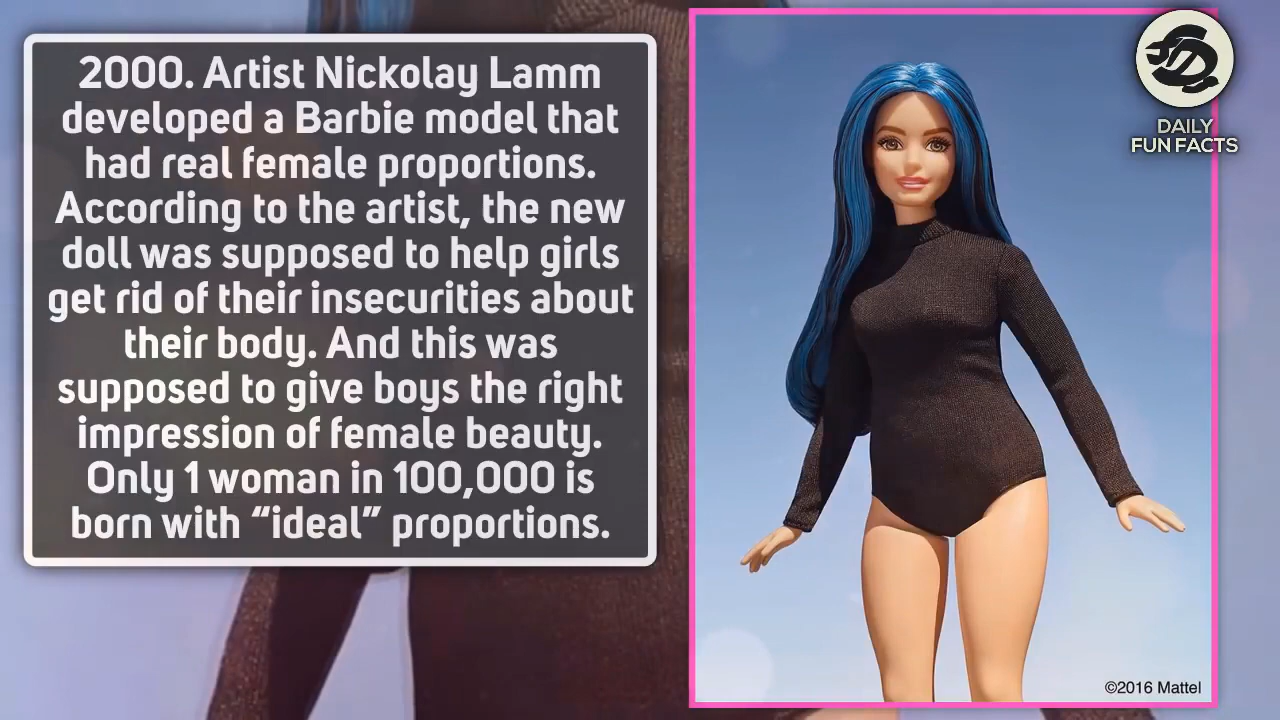 2000. Artist Nickolay Lamm
developed a Barbie model that
had real female proportions.
According to the artist, the new
doll was supposed to help girls
get rid of their insecurities about
their body. And this was
supposed to give boys the right
impression of female beauty.
Only 1 woman in 100,000 is
born with “ideal” proportions.
DAILY
FUN FACTS
©2016 Mattel